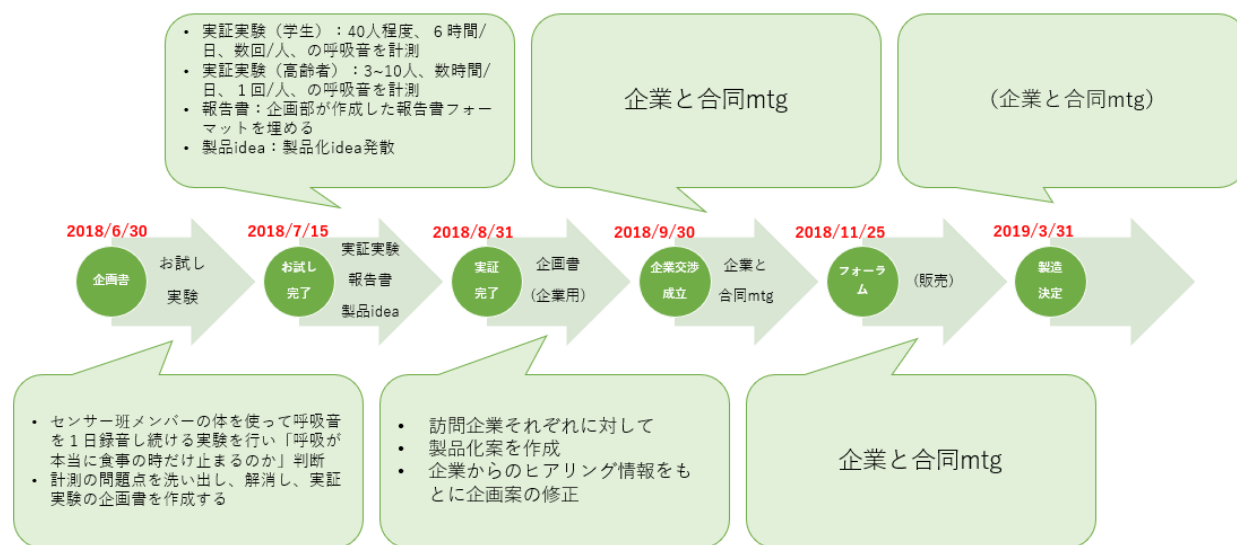 • 実証実験（学生）：40人程度、６時間/
日、数回/人、の呼吸音を計測
• 実証実験（高齢者）：3~10人、数時間/
日、１回/人、の呼吸音を計測
• 報告書：企画部が作成した報告書フォー
マットを埋める
• 製品idea：製品化idea発散
企業と合同mtg
（企業と合同mtg）
2018/6/30
企画書
お試し
実験
2018/7/15
お試し
完了
実証実験
報告書
製品idea
2018/8/31
実証
完了
企画書
（企業用）
2018/9/30
企業交渉
成立
企業と
合同mtg
2018/11/25
フォーラ
ム
（販売）
2019/3/31
製造
決定
• センサー班メンバーの体を使って呼吸音
を１日録音し続ける実験を行い「呼吸が
本当に食事の時だけ止まるのか」判断
• 計測の問題点を洗い出し、解消し、実証
実験の企画書を作成する
• 訪問企業それぞれに対して
• 製品化案を作成
• 企業からのヒアリング情報をも
とに企画案の修正
企業と合同mtg